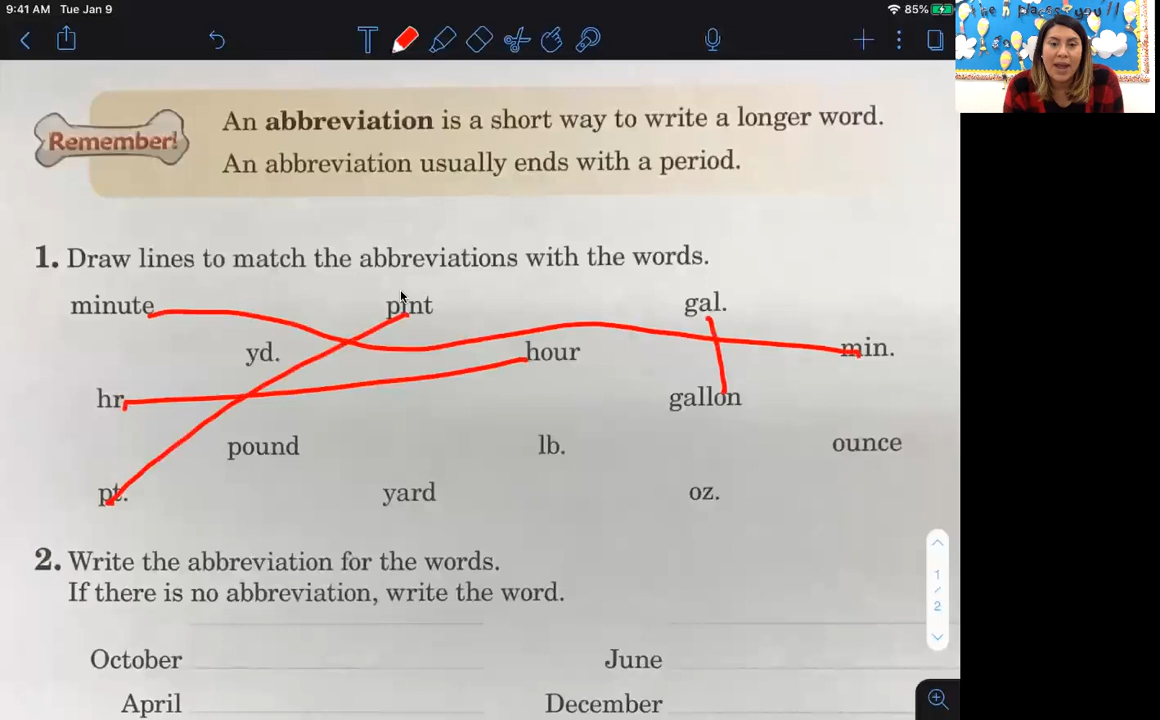 9:41 AM Tue Jan 9
85%
Remember!
An abbreviation is a short way to write a longer word.
An abbreviation usually ends with a period.
1. Draw lines to match the abbreviations with the words.
minute pint gal.
yd. hour min.
hr. gallon
pound lb. ounce
pt. yard oz.
2. Write the abbreviation for the words.
If there is no abbreviation, write the word.
October June
April December
1
/
2